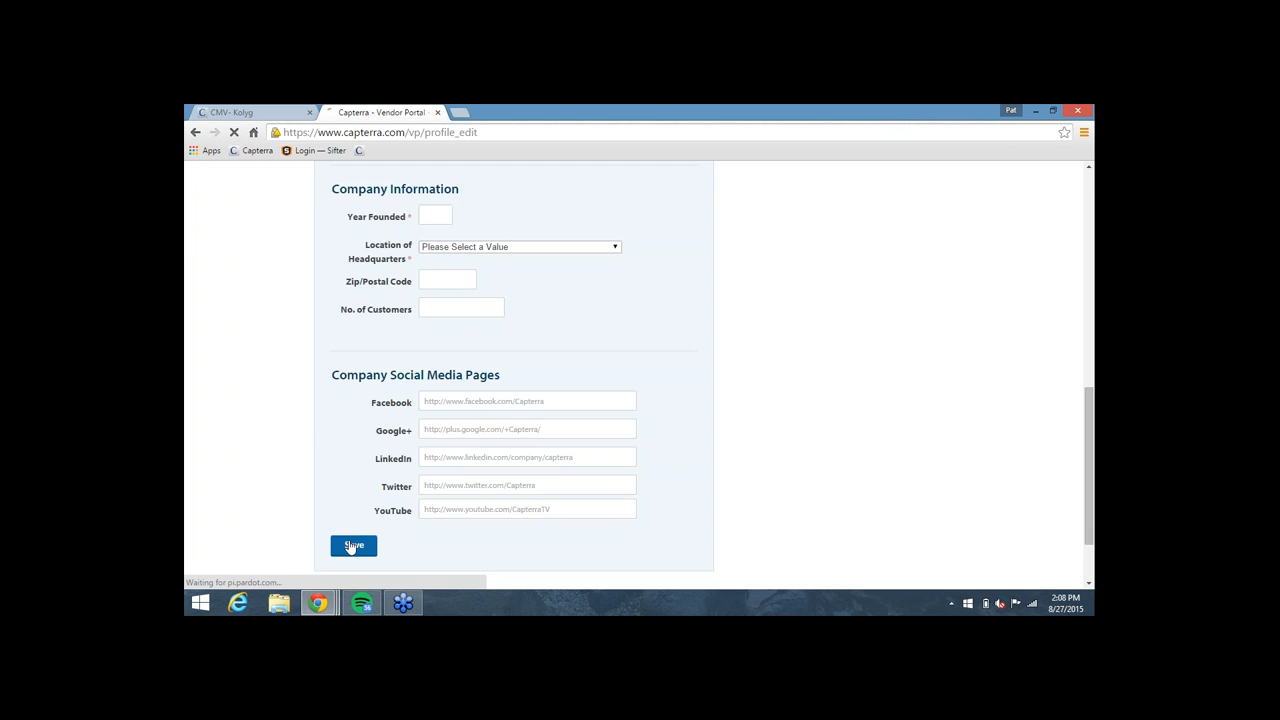 CMV- Kolyg
Capterra - Vendor Portal
Pat
https://www.capterra.com/vp/profile_edit
Apps
Capterra
Login — Sifter
Company Information
Year Founded *
Please Select a Value
Location of
Headquarters *
Zip/Postal Code
No. of Customers
Company Social Media Pages
Facebook
http://www.facebook.com/Capterra
Google+
http://plus.google.com/+Capterra/
LinkedIn
http://www.linkedin.com/company/capterra
Twitter
http://www.twitter.com/Capterra
YouTube
http://www.youtube.com/CapterraTV
Save
Waiting for pi.pardot.com...
2:08 PM
8/27/2015